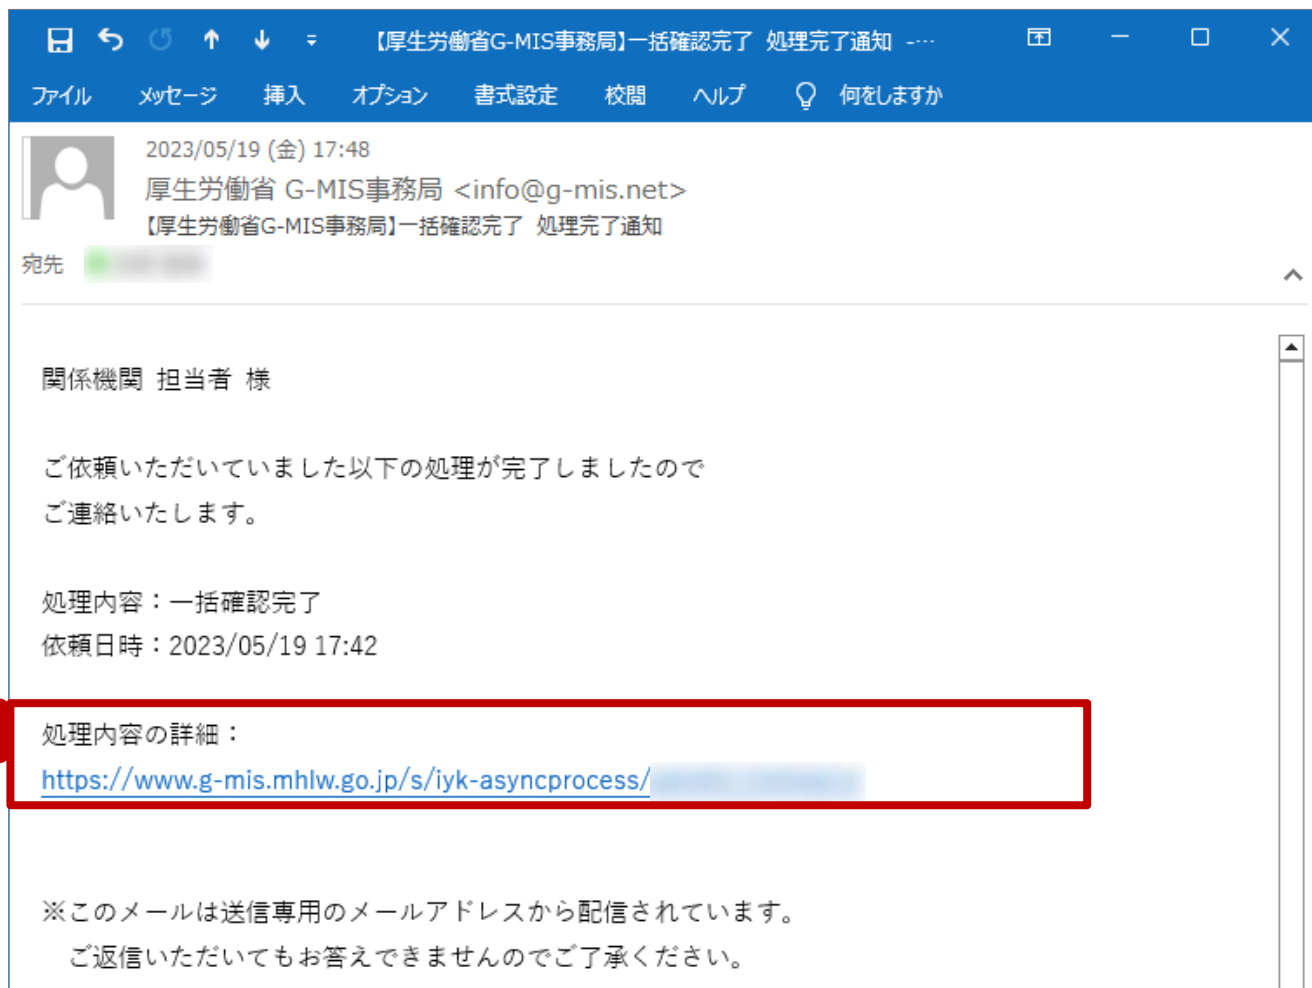 【厚生労働省G-MIS事務局】一括確認完了 処理完了通知 -…
ファイル メッセージ 挿入 オプション 書式設定 校閲 ヘルプ 何をしますか
2023/05/19 (金) 17:48
厚生労働省 G-MIS事務局 <info@g-mis.net>
【厚生労働省G-MIS事務局】一括確認完了 処理完了通知
宛先
関係機関 担当者 様
ご依頼いただいていました以下の処理が完了しましたので
ご連絡いたします。
処理内容：一括確認完了
依頼日時：2023/05/19 17:42
処理内容の詳細：
https://www.g-mis.mhlw.go.jp/s/iyk-asyncprocess/
※このメールは送信専用のメールアドレスから配信されています。
ご返信いただいてもお答えできませんのでご了承ください。